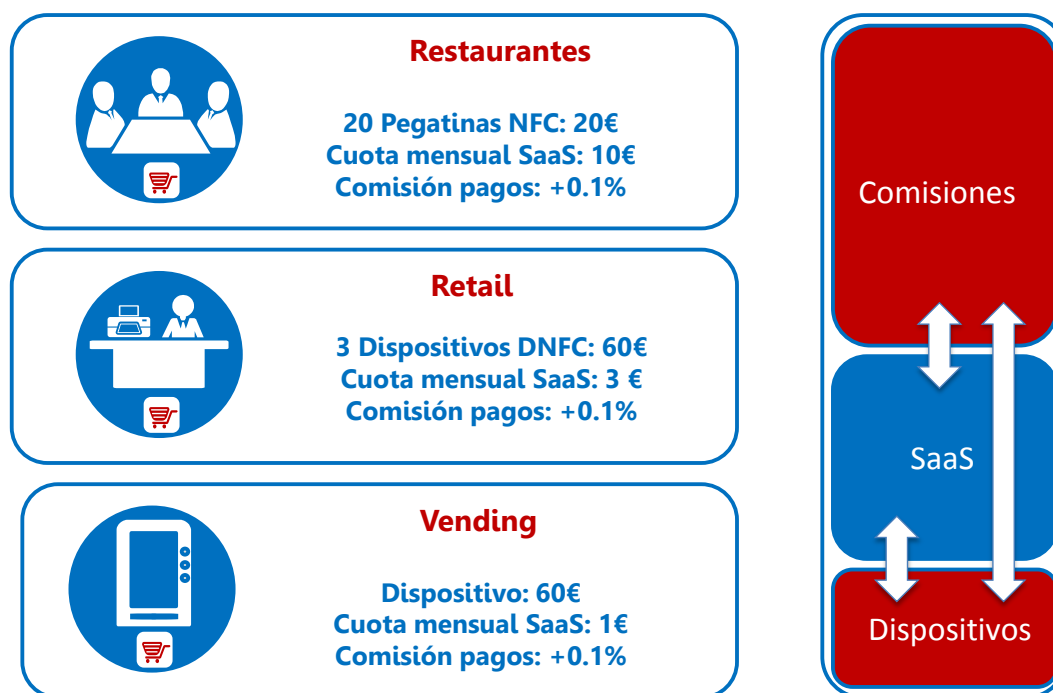 Restaurantes
20 Pegatinas NFC: 20€
Cuota mensual SaaS: 10€
Comisión pagos: +0.1%
Retail
3 Dispositivos DNFC: 60€
Cuota mensual SaaS: 3 €
Comisión pagos: +0.1%
Vending
Dispositivo: 60€
Cuota mensual SaaS: 1€
Comisión pagos: +0.1%
Comisiones
SaaS
Dispositivos